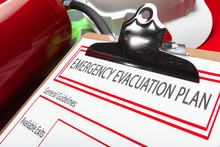 EMERGENCY EVACUATION PLAN
General Guidelines:
Available Exits